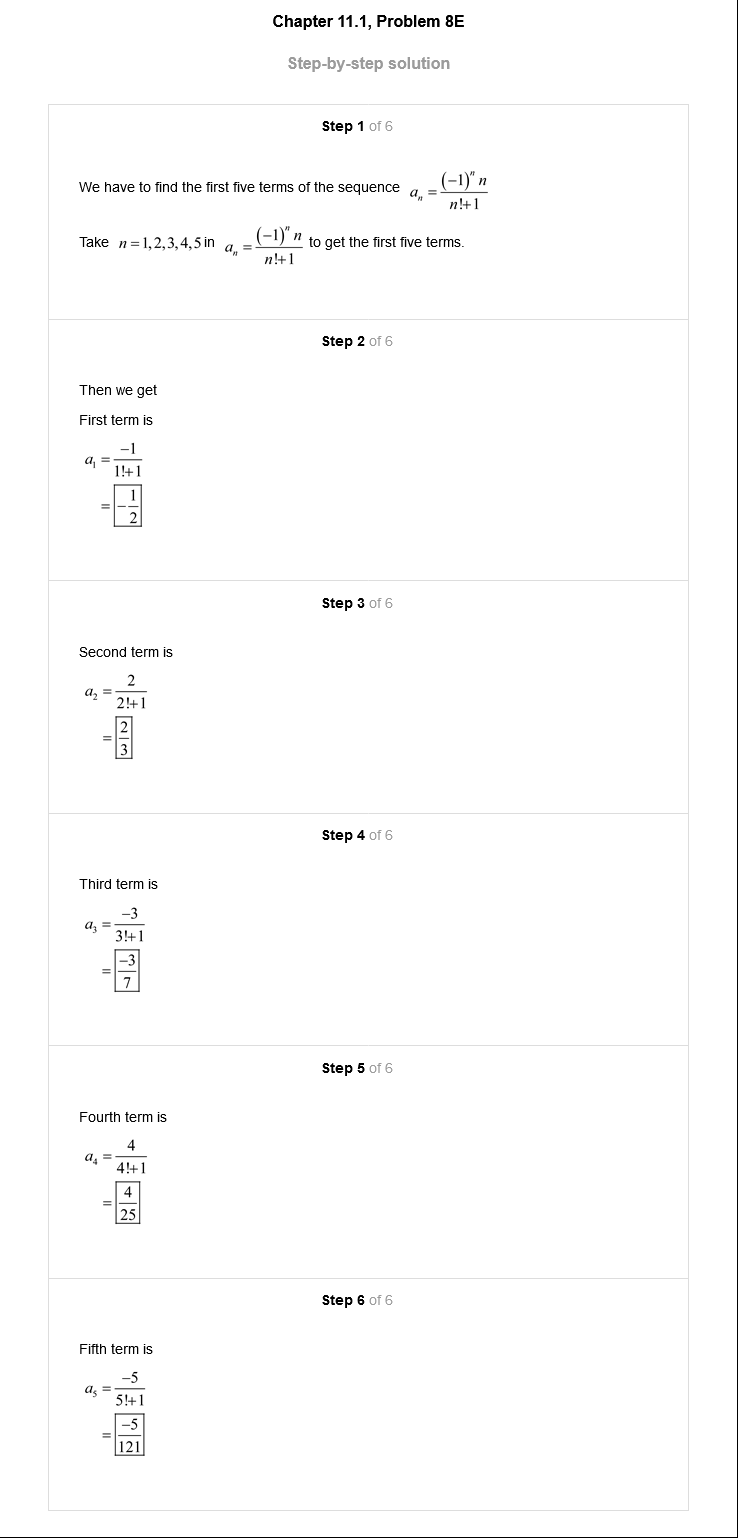 Chapter 11.1, Problem 8E
Step-by-step solution
Step 1 of 6
We have to find the first five terms of the sequence a_n = \frac{(-1)^n n}{n!+1}
Take n = 1,2,3,4,5 in a_n = \frac{(-1)^n n}{n!+1} to get the first five terms.
Step 2 of 6
Then we get
First term is
a_1 = \frac{-1}{1!+1}
= -\frac{1}{2}
Step 3 of 6
Second term is
a_2 = \frac{2}{2!+1}
= \frac{2}{3}
Step 4 of 6
Third term is
a_3 = \frac{-3}{3!+1}
= \frac{-3}{7}
Step 5 of 6
Fourth term is
a_4 = \frac{4}{4!+1}
= \frac{4}{25}
Step 6 of 6
Fifth term is
a_5 = \frac{-5}{5!+1}
= \frac{-5}{121}